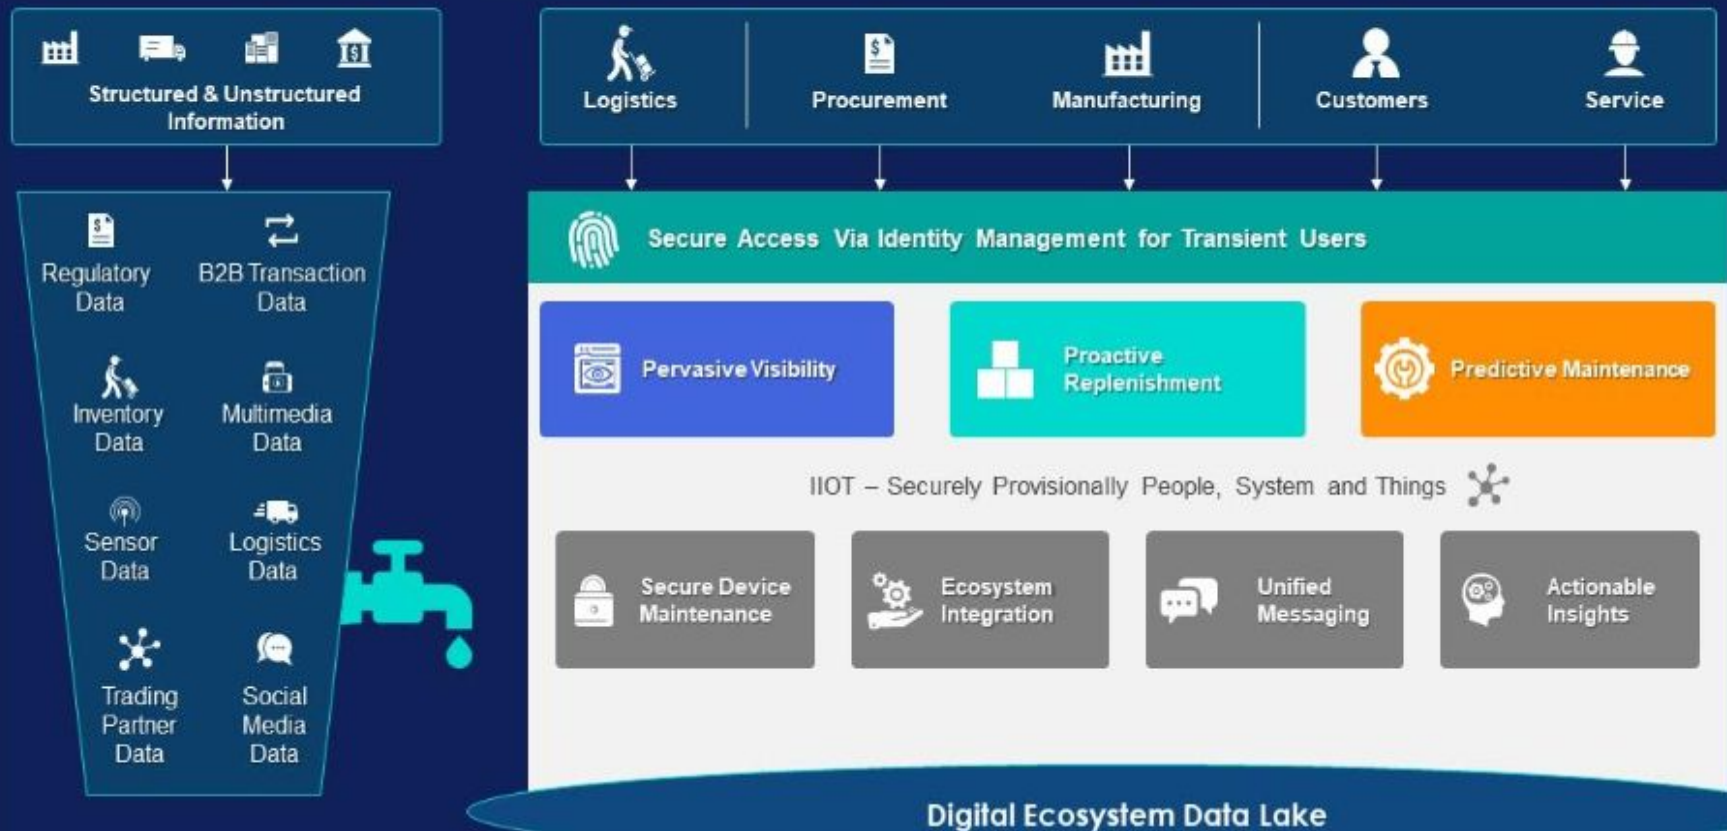 Structured & Unstructured
Information
Logistics
Procurement
Manufacturing
Customers
Service
Regulatory
Data
B2B Transaction
Data
Inventory
Data
Multimedia
Data
Sensor
Data
Logistics
Data
Trading
Partner
Data
Social
Media
Data
Secure Access Via Identity Management for Transient Users
Pervasive Visibility
Proactive
Replenishment
Predictive Maintenance
IIOT – Securely Provisionally People, System and Things
Secure Device
Maintenance
Ecosystem
Integration
Unified
Messaging
Actionable
Insights
Digital Ecosystem Data Lake